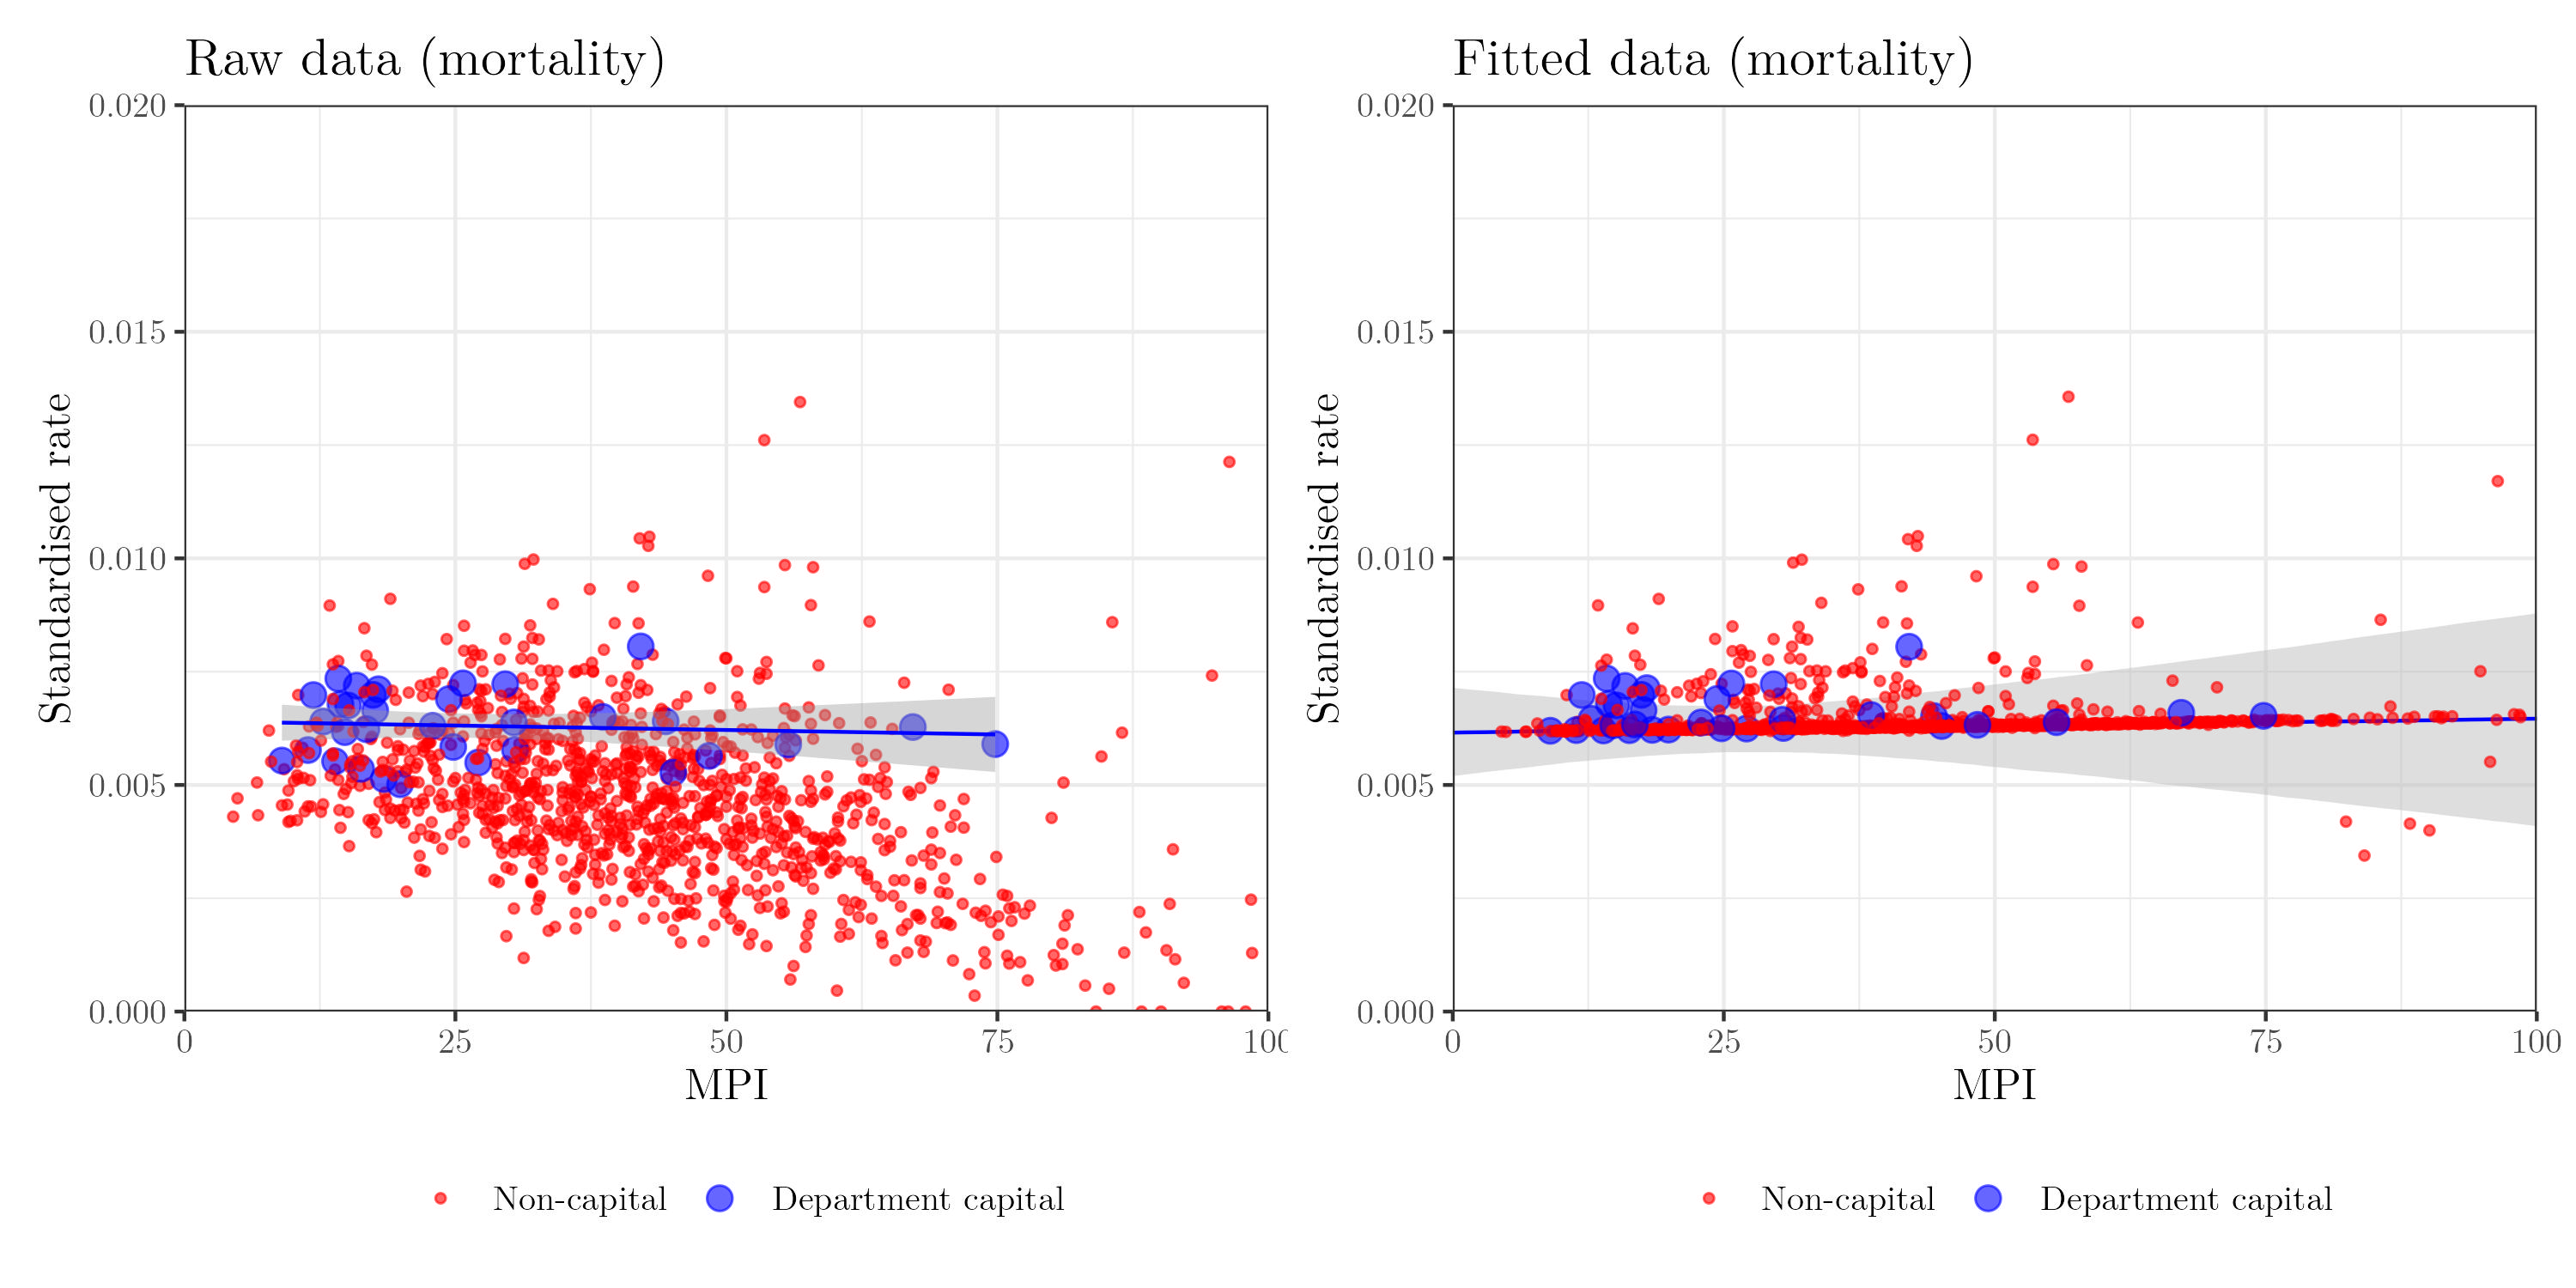 Raw data (mortality)
0.020
0.015
0.010
0.005
0.000
Standardised rate
0
25
50
75
100
MPI
Non-capital
Department capital
Fitted data (mortality)
0.020
0.015
0.010
0.005
0.000
Standardised rate
0
25
50
75
100
MPI
Non-capital
Department capital